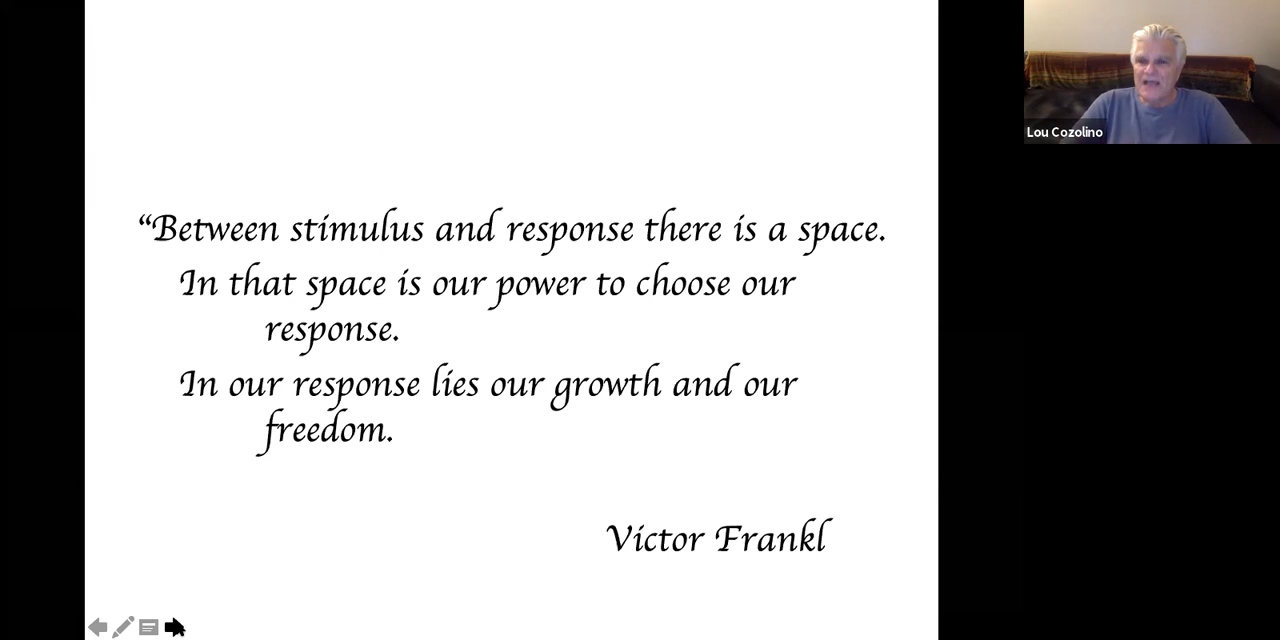 “Between stimulus and response there is a space.
In that space is our power to choose our
response.
In our response lies our growth and our
freedom.
Victor Frankl
Lou Cozolino